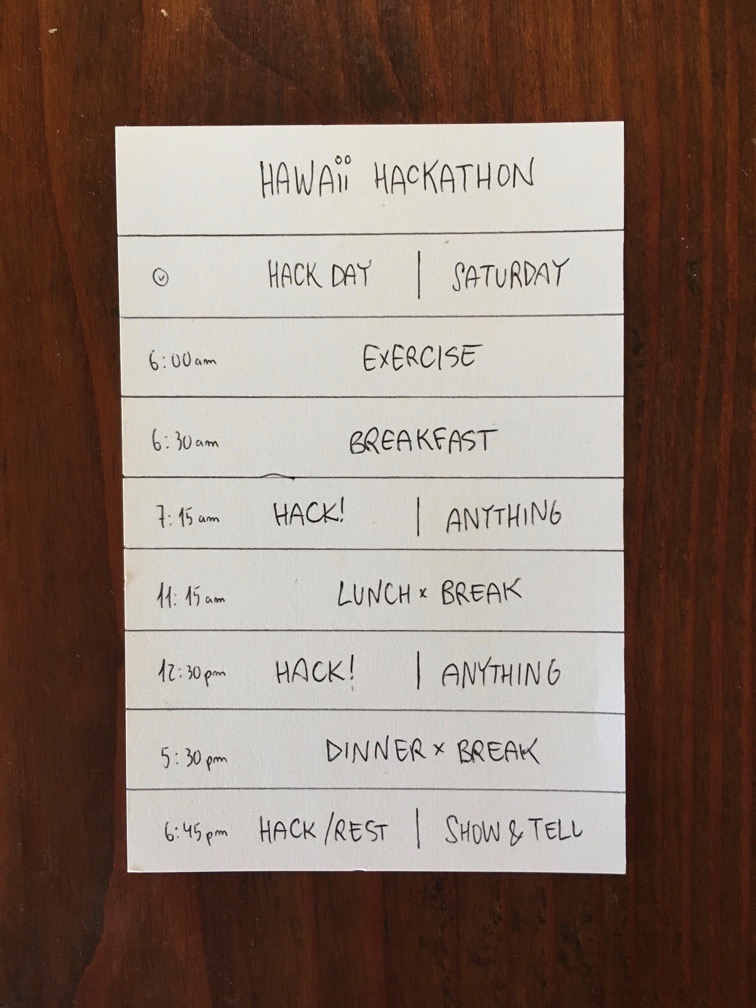 HAWAII HACKATHON
HACK DAY | SATURDAY
6:00am EXERCISE
6:30am BREAKFAST
7:15am HACK! | ANYTHING
11:15am LUNCH x BREAK
12:30pm HACK! | ANYTHING
5:30pm DINNER x BREAK
6:45pm HACK/REST | SHOW & TELL